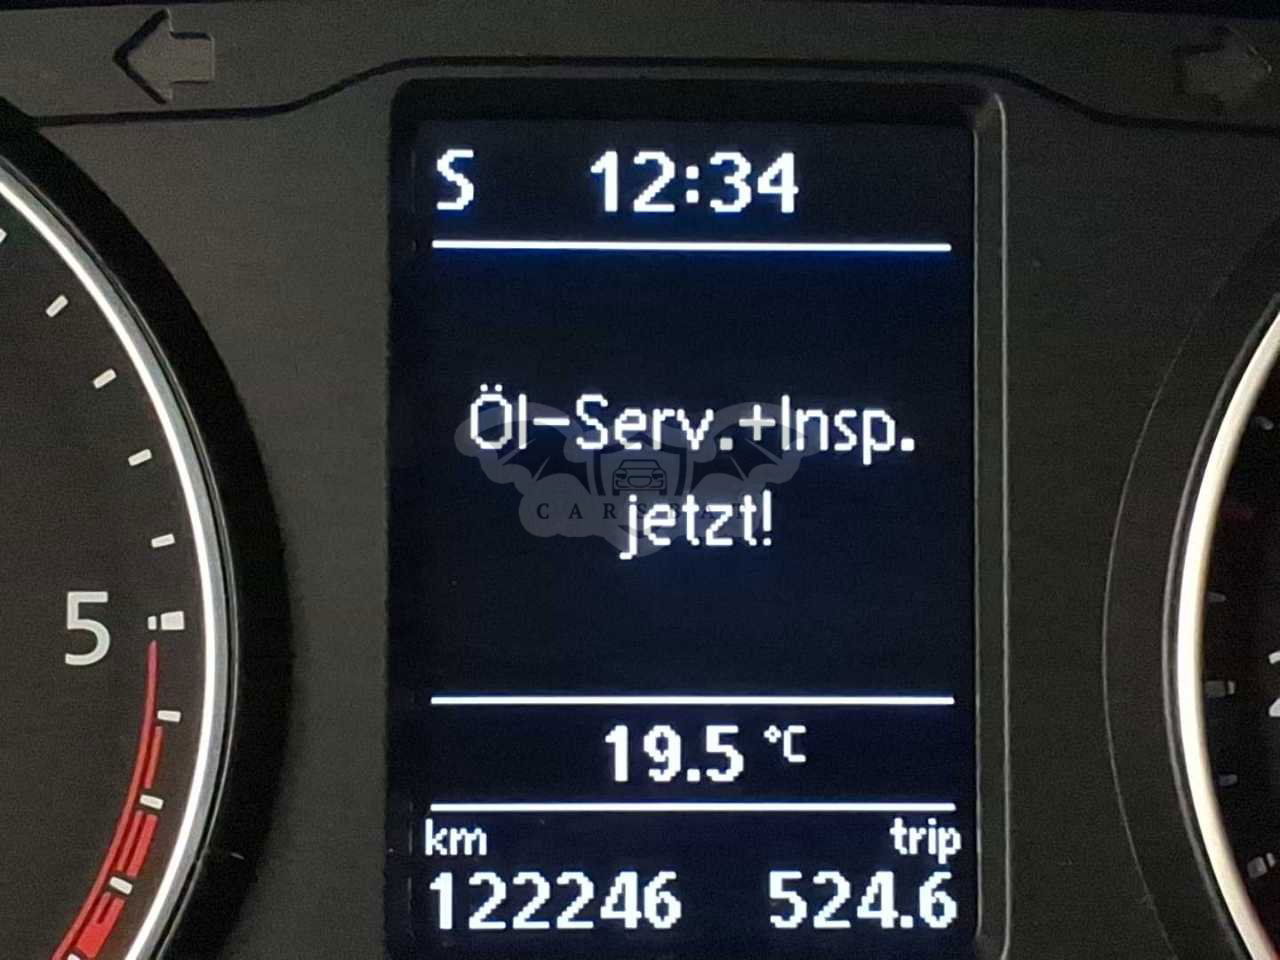 S 12:34
Öl-Serv.+Insp.
jetzt!
19.5 °C
km trip
122246 524.6
5